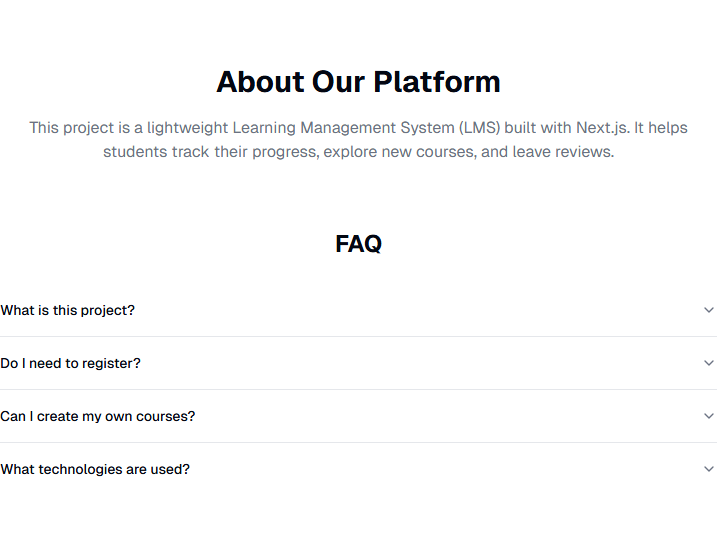 About Our Platform
This project is a lightweight Learning Management System (LMS) built with Next.js. It helps
students track their progress, explore new courses, and leave reviews.
FAQ
What is this project?
Do I need to register?
Can I create my own courses?
What technologies are used?